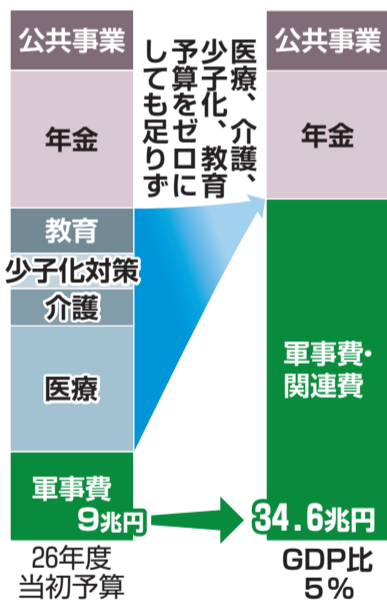 公共事業
年金
教育
少子化対策
介護
医療
軍事費
9兆円
26年度
当初予算
医療、介護、
少子化、教育
予算をゼロに
しても足りず
公共事業
年金
軍事費・
関連費
34.6兆円
GDP比
5%